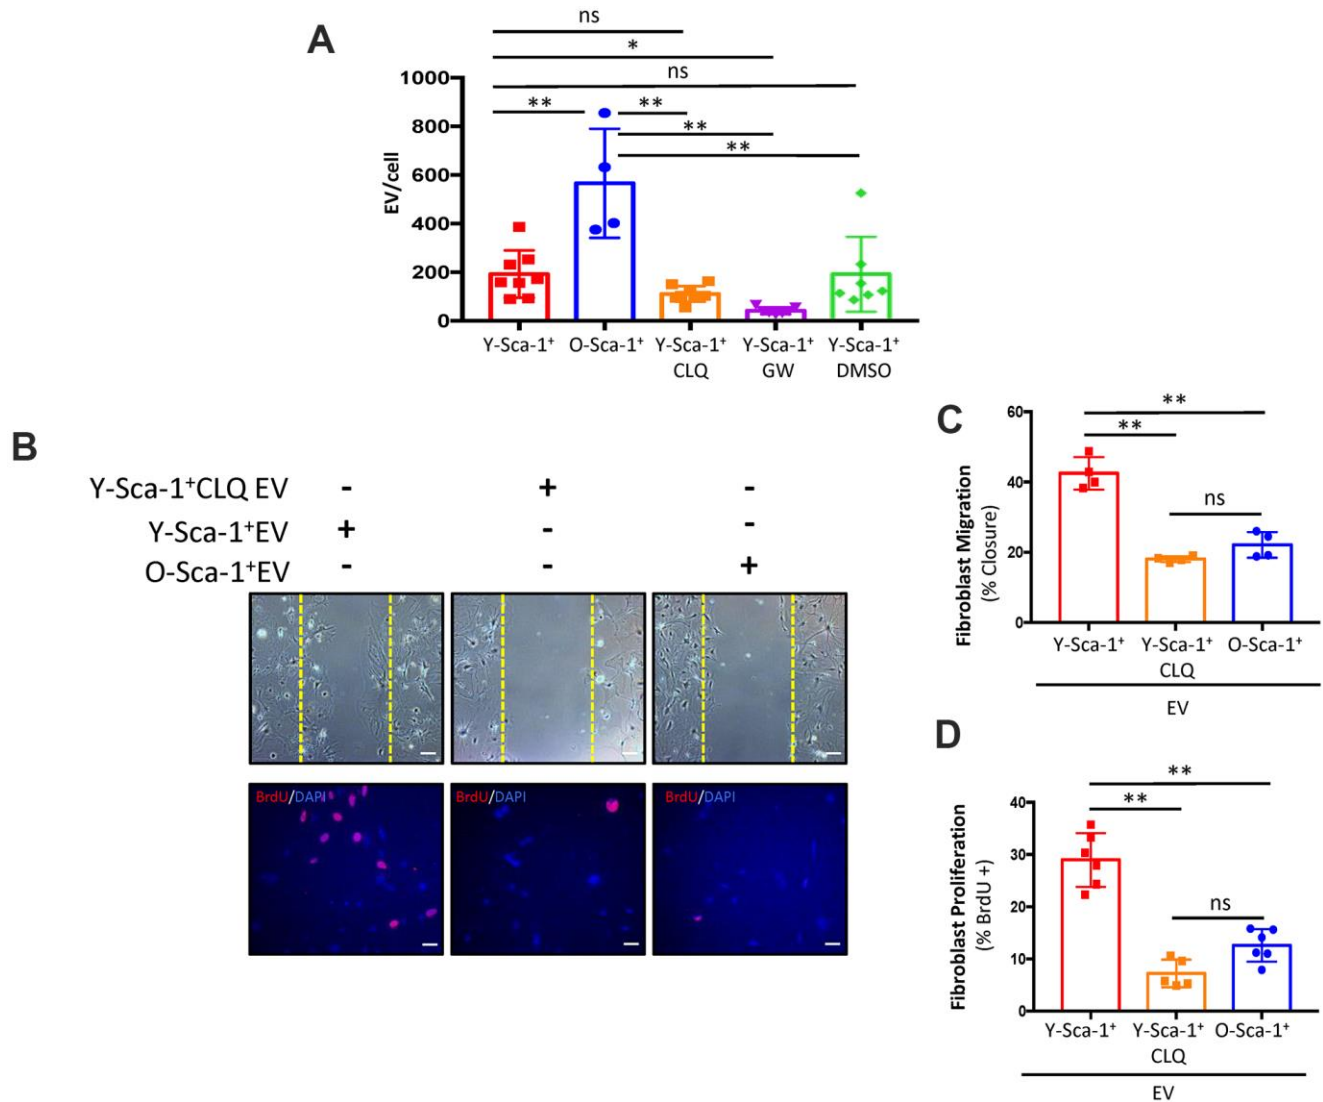 A
ns
*
ns
** **
**
**
EV/cell
1000
800
600
400
200
0
Y-Sca-1⁺ O-Sca-1⁺ Y-Sca-1⁺ Y-Sca-1⁺ Y-Sca-1⁺
CLQ GW DMSO
B
Y-Sca-1⁺CLQ EV - + -
Y-Sca-1⁺EV + - -
O-Sca-1⁺EV - - +
BrdU/DAPI BrdU/DAPI BrdU/DAPI
C
**
**
ns
Fibroblast Migration
(% Closure)
60
40
20
0
Y-Sca-1⁺ Y-Sca-1⁺ O-Sca-1⁺
CLQ
EV
D
**
**
ns
Fibroblast Proliferation
(% BrdU +)
40
30
20
10
0
Y-Sca-1⁺ Y-Sca-1⁺ O-Sca-1⁺
CLQ
EV